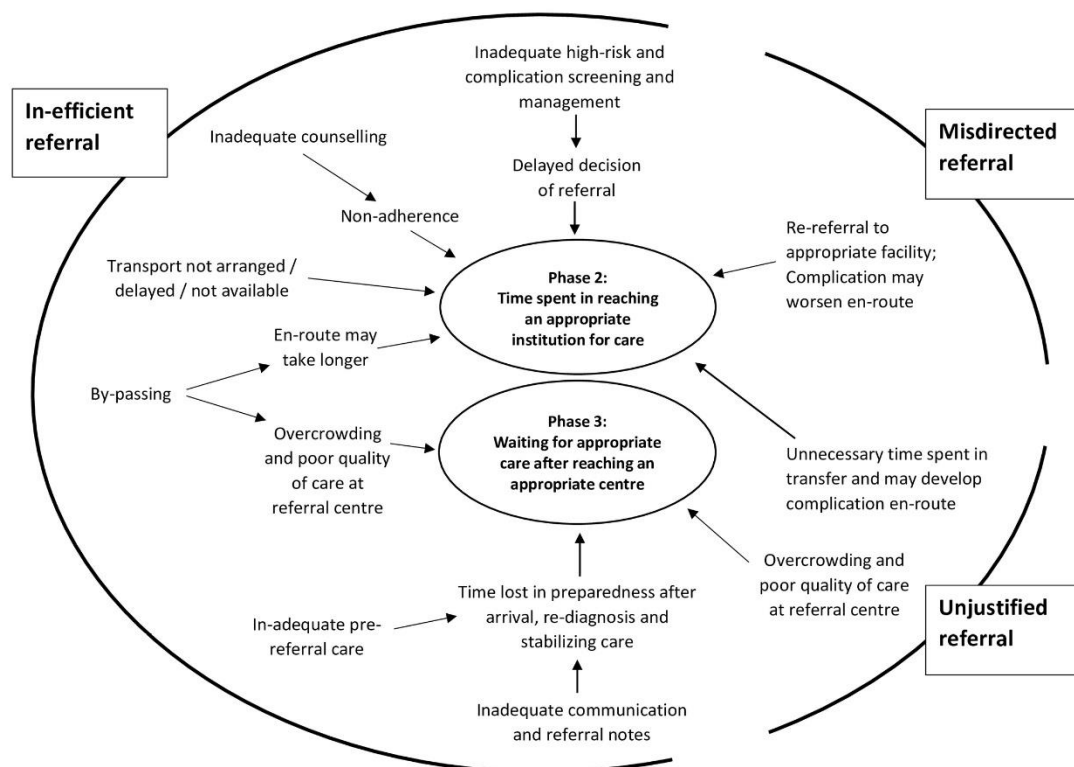 In-efficient
referral
Inadequate high-risk and
complication screening and
management
Misdirected
referral
Inadequate counselling
Delayed decision
of referral
Non-adherence
Re-referral to
appropriate facility;
Complication may
worsen en-route
Transport not arranged /
delayed / not available
Phase 2:
Time spent in reaching
an appropriate
institution for care
En-route may
take longer
By-passing
Phase 3:
Waiting for appropriate
care after reaching an
appropriate centre
Overcrowding
and poor quality
of care at
referral centre
Unnecessary time spent in
transfer and may develop
complication en-route
Overcrowding and
poor quality of care
at referral centre
Unjustified
referral
Time lost in preparedness after
arrival, re-diagnosis and
stabilizing care
In-adequate pre-
referral care
Inadequate communication
and referral notes